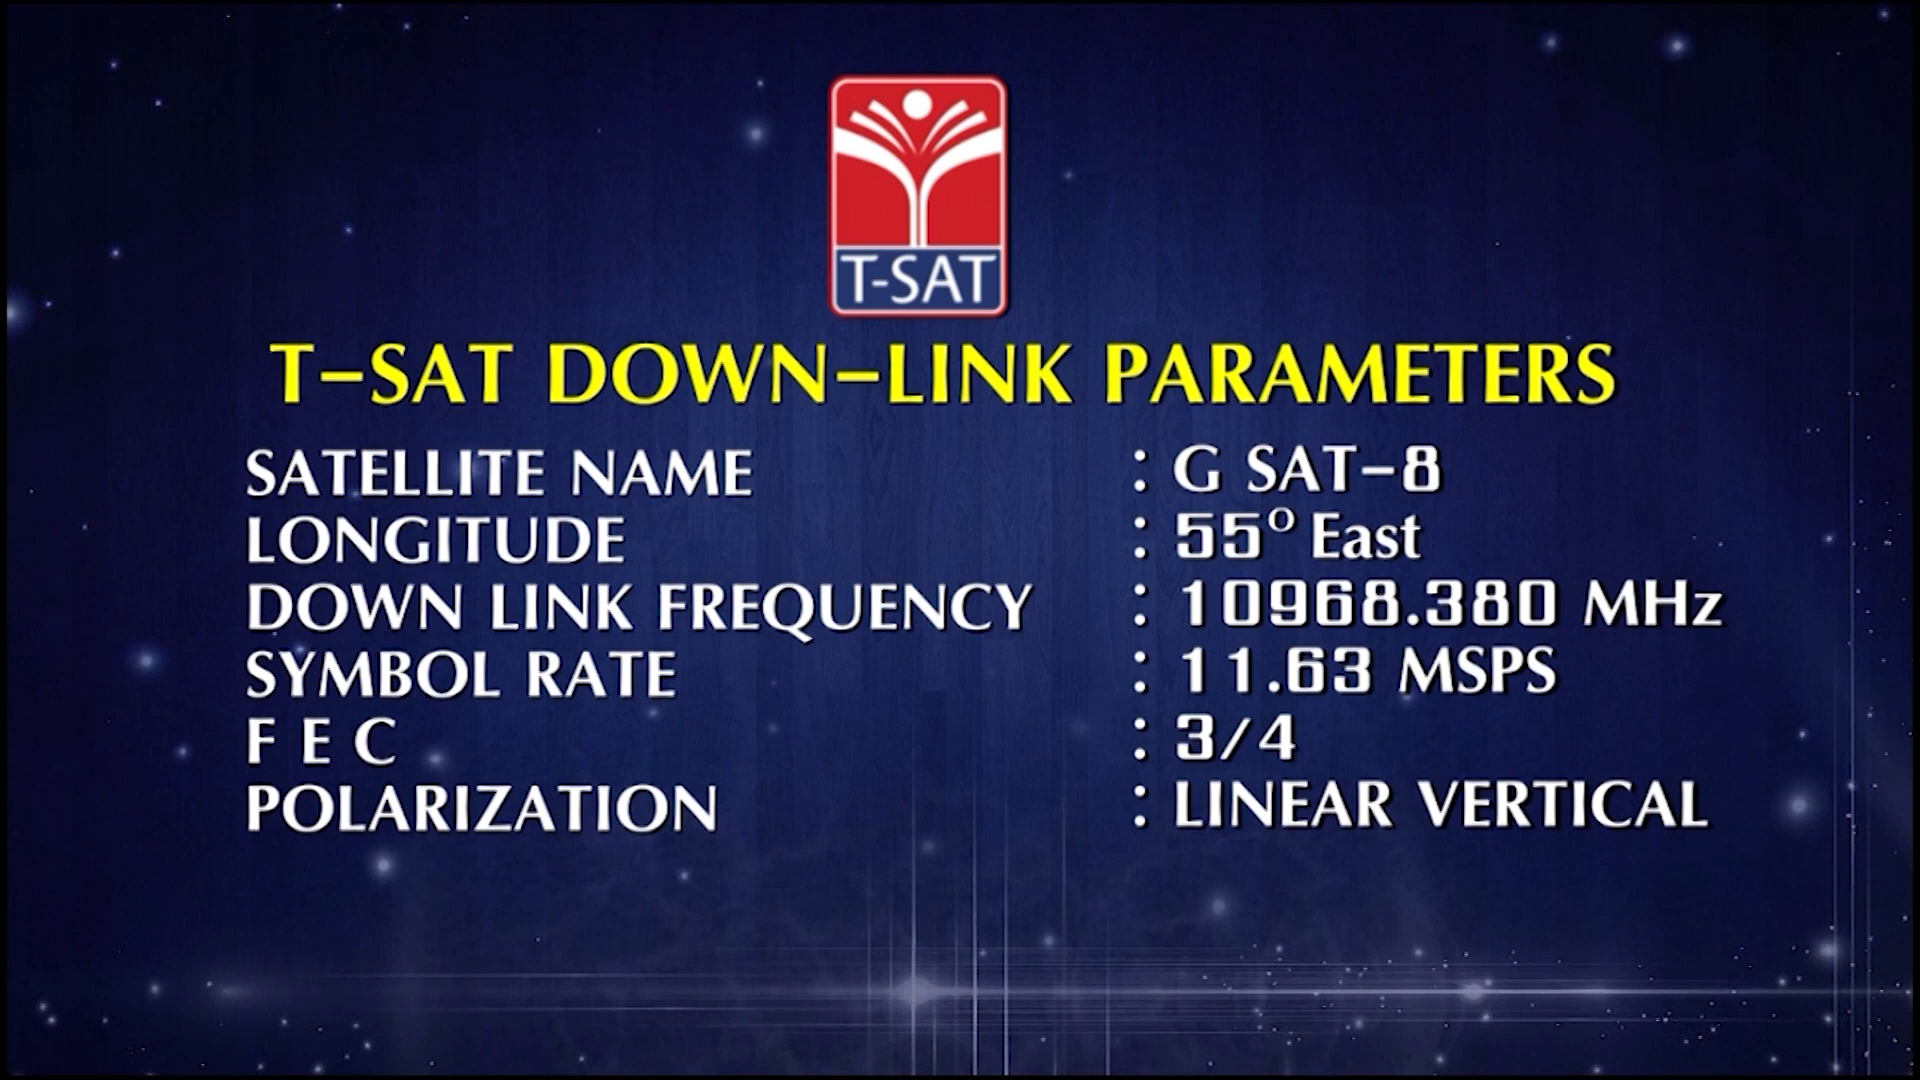 T-SAT
T-SAT DOWN-LINK PARAMETERS
SATELLITE NAME : G SAT-8
LONGITUDE : 55° East
DOWN LINK FREQUENCY : 10968.380 MHz
SYMBOL RATE : 11.63 MSPS
F E C : 3/4
POLARIZATION : LINEAR VERTICAL